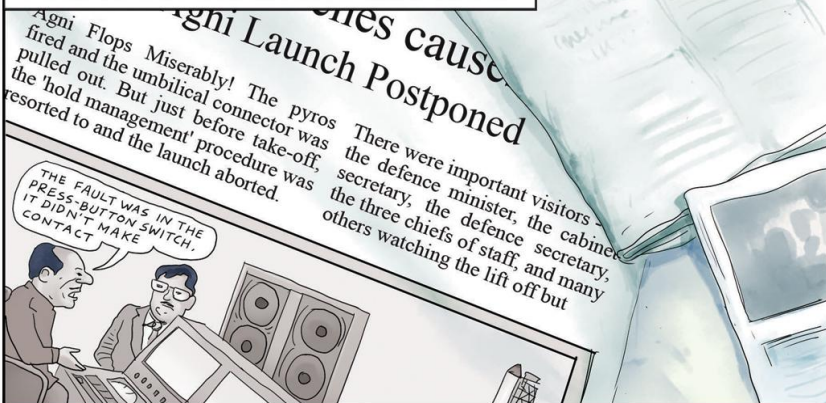 ches cause
Agni Launch Postponed
Agni Flops Miserably! The pyros
fired and the umbilical connector was
pulled out. But just before take-off,
the 'hold management' procedure was
resorted to and the launch aborted.
There were important visitors -
the defence minister, the cabinet
secretary, the defence secretary,
the three chiefs of staff, and many
others watching the lift off but
THE FAULT WAS IN THE
PRESS-BUTTON SWITCH.
IT DIDN'T MAKE
CONTACT